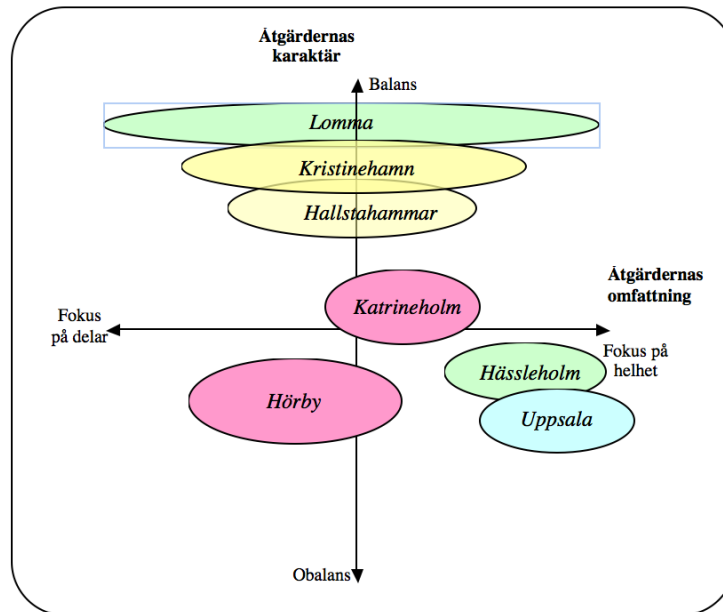 Åtgärdernas
karaktär
Balans
Lomma
Kristinehamn
Hallstahammar
Åtgärdernas
omfattning
Katrineholm
Fokus
på delar
Fokus på
helhet
Hässleholm
Hörby
Uppsala
Obalans